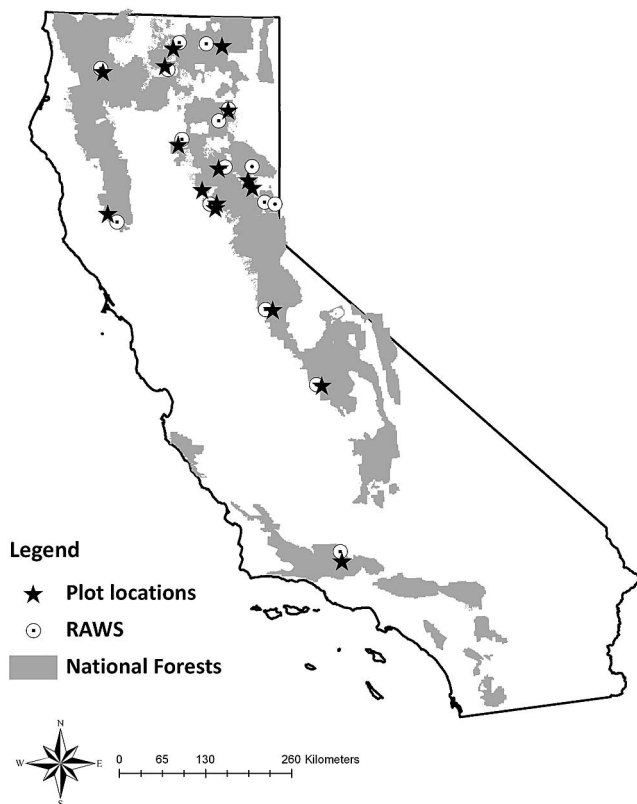 Legend
Plot locations
RAWS
National Forests
N
W E
S
0 65 130 260 Kilometers